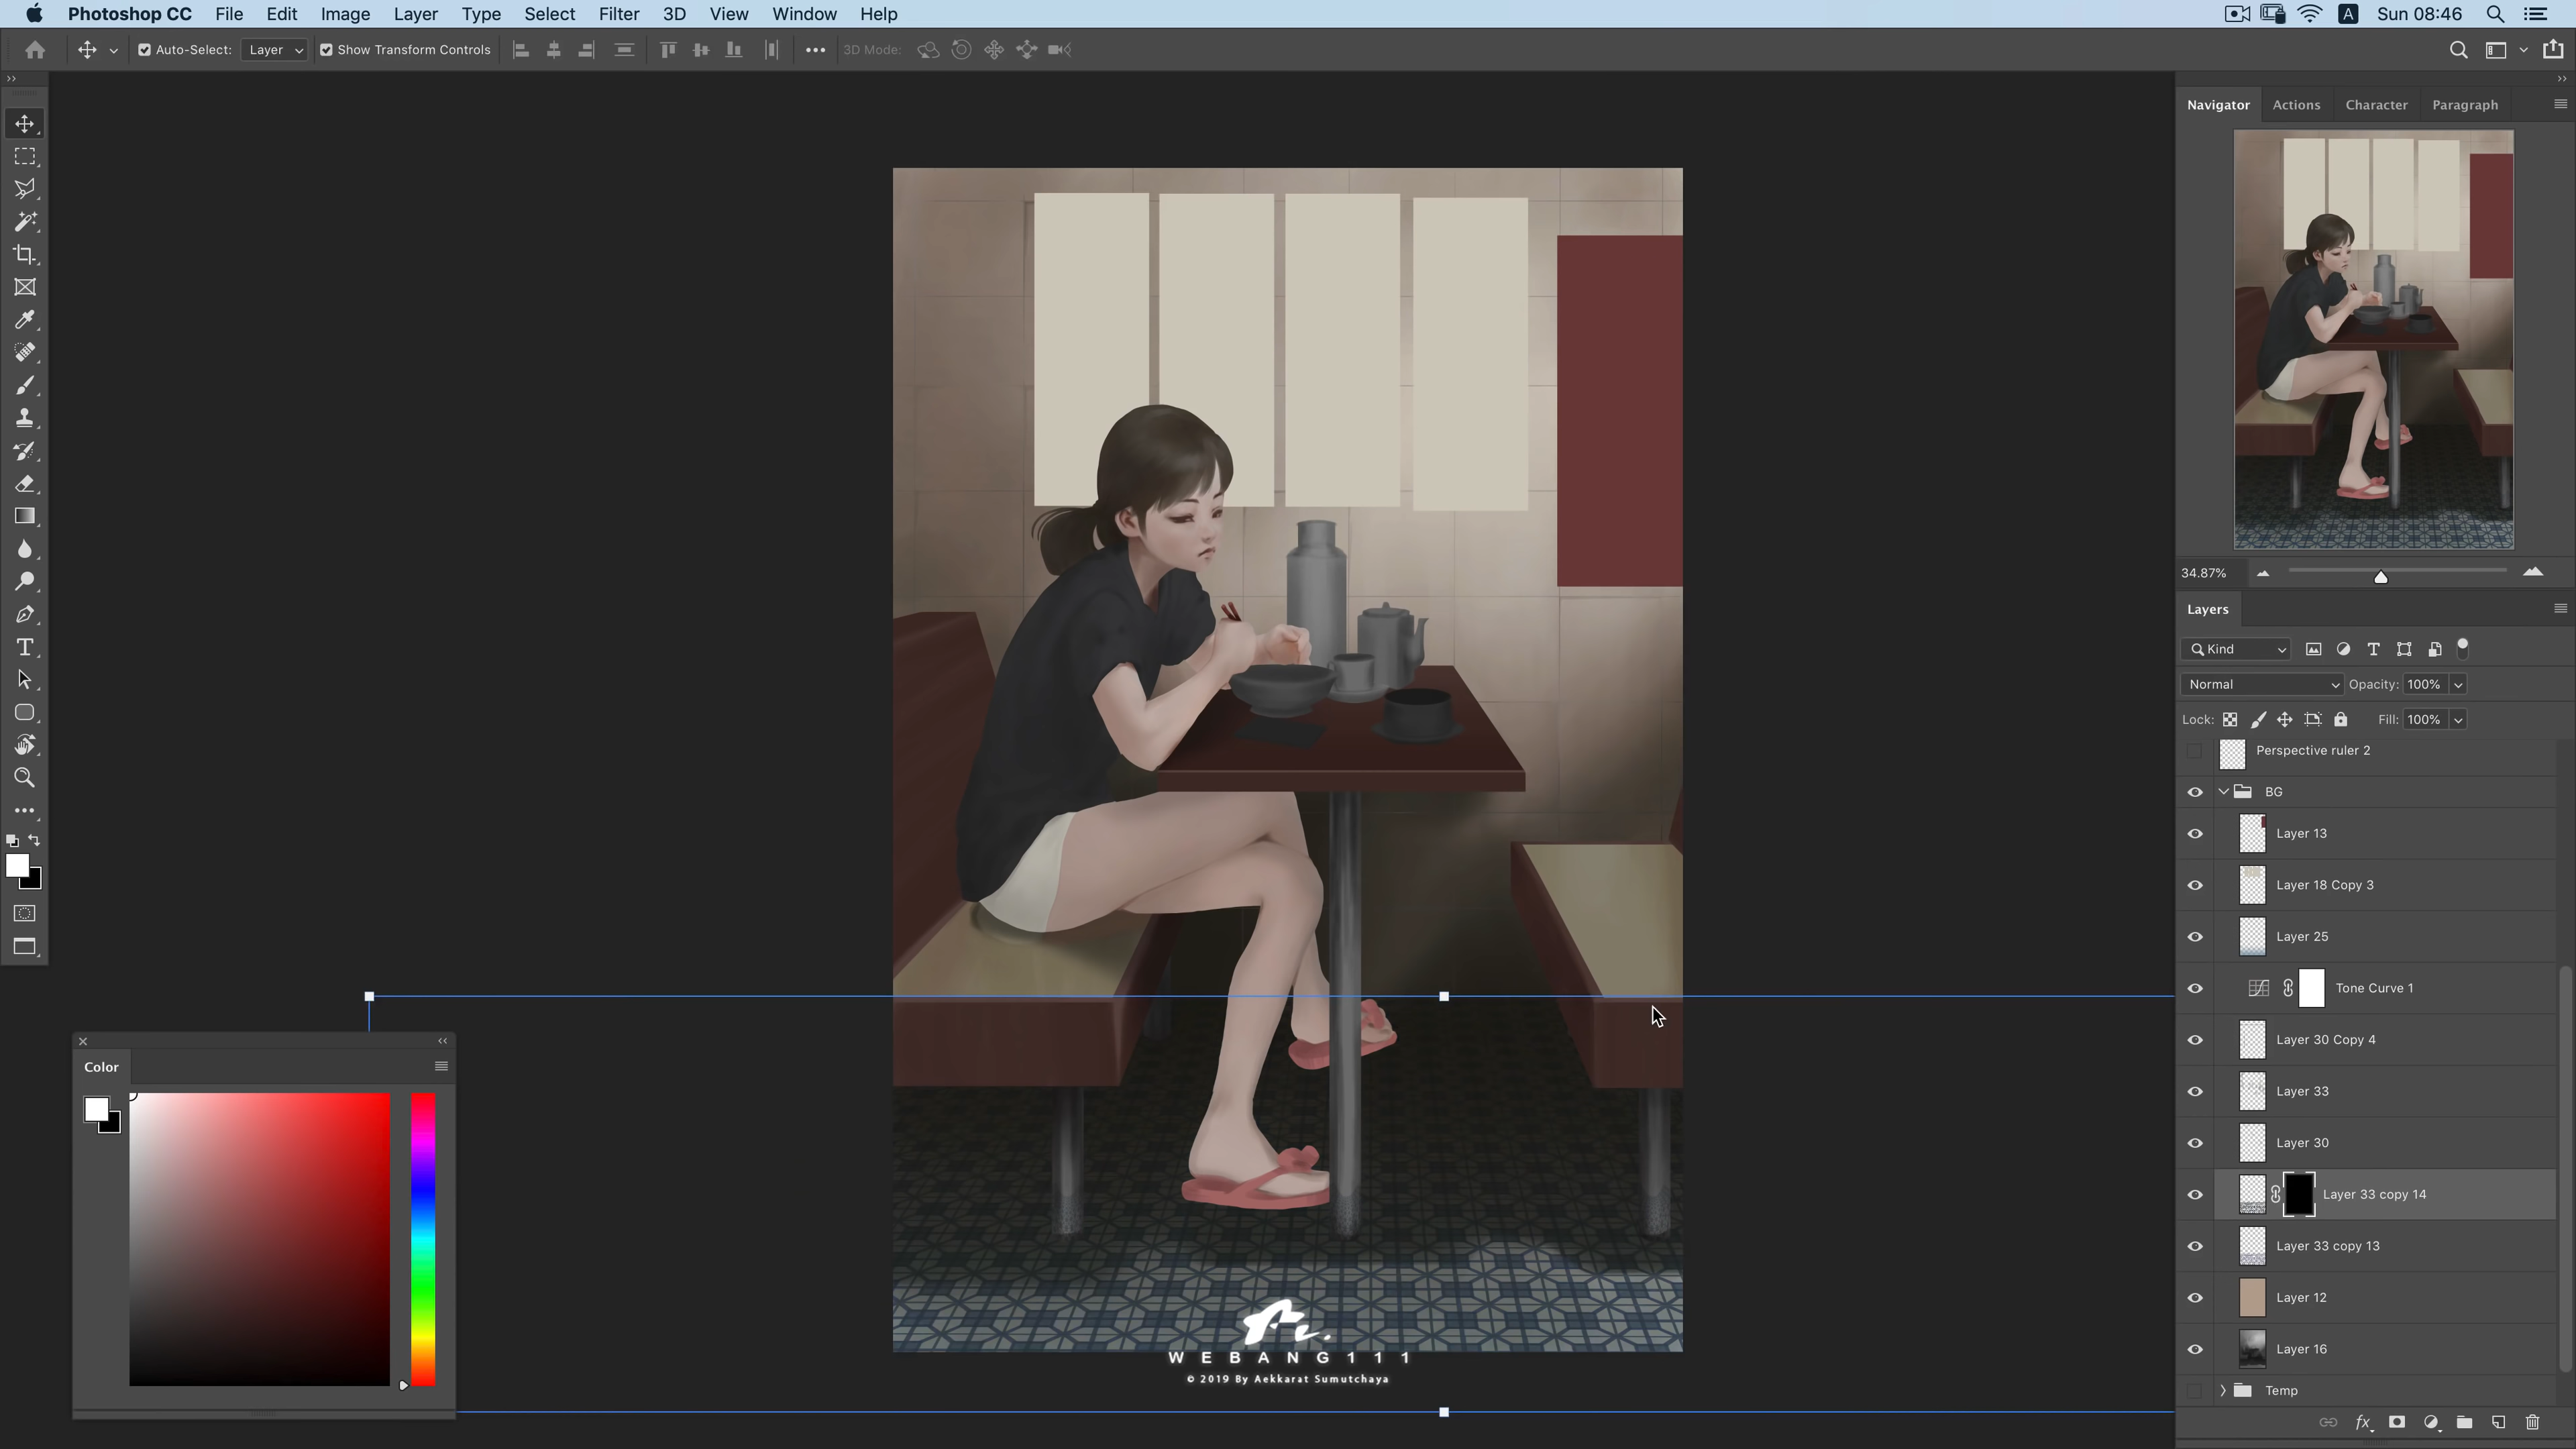 Photoshop CC File Edit Image Layer Type Select Filter 3D View Window Help A Sun 08:46
Auto-Select: Layer Show Transform Controls 3D Mode:
Navigator Actions Character Paragraph
34.87%
Layers
Kind
Normal Opacity: 100%
Lock: Fill: 100%
Perspective ruler 2
BG
Layer 13
Layer 18 Copy 3
Layer 25
Tone Curve 1
Layer 30 Copy 4
Layer 33
Layer 30
Layer 33 copy 14
Layer 33 copy 13
Layer 12
Layer 16
Temp
fx
Color
WEBANG111
© 2019 By Aekkarat Sumutchaya